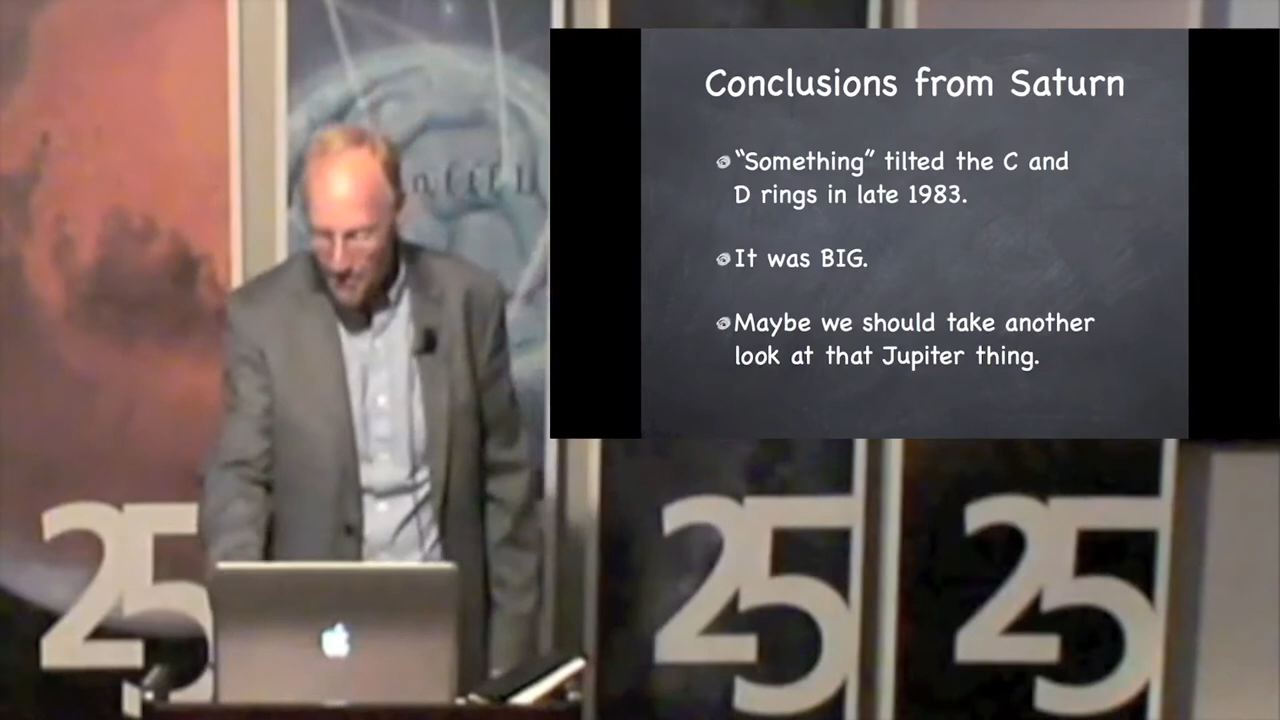 Conclusions from Saturn
“Something” tilted the C and
D rings in late 1983.
It was BIG.
Maybe we should take another
look at that Jupiter thing.
25
25
25